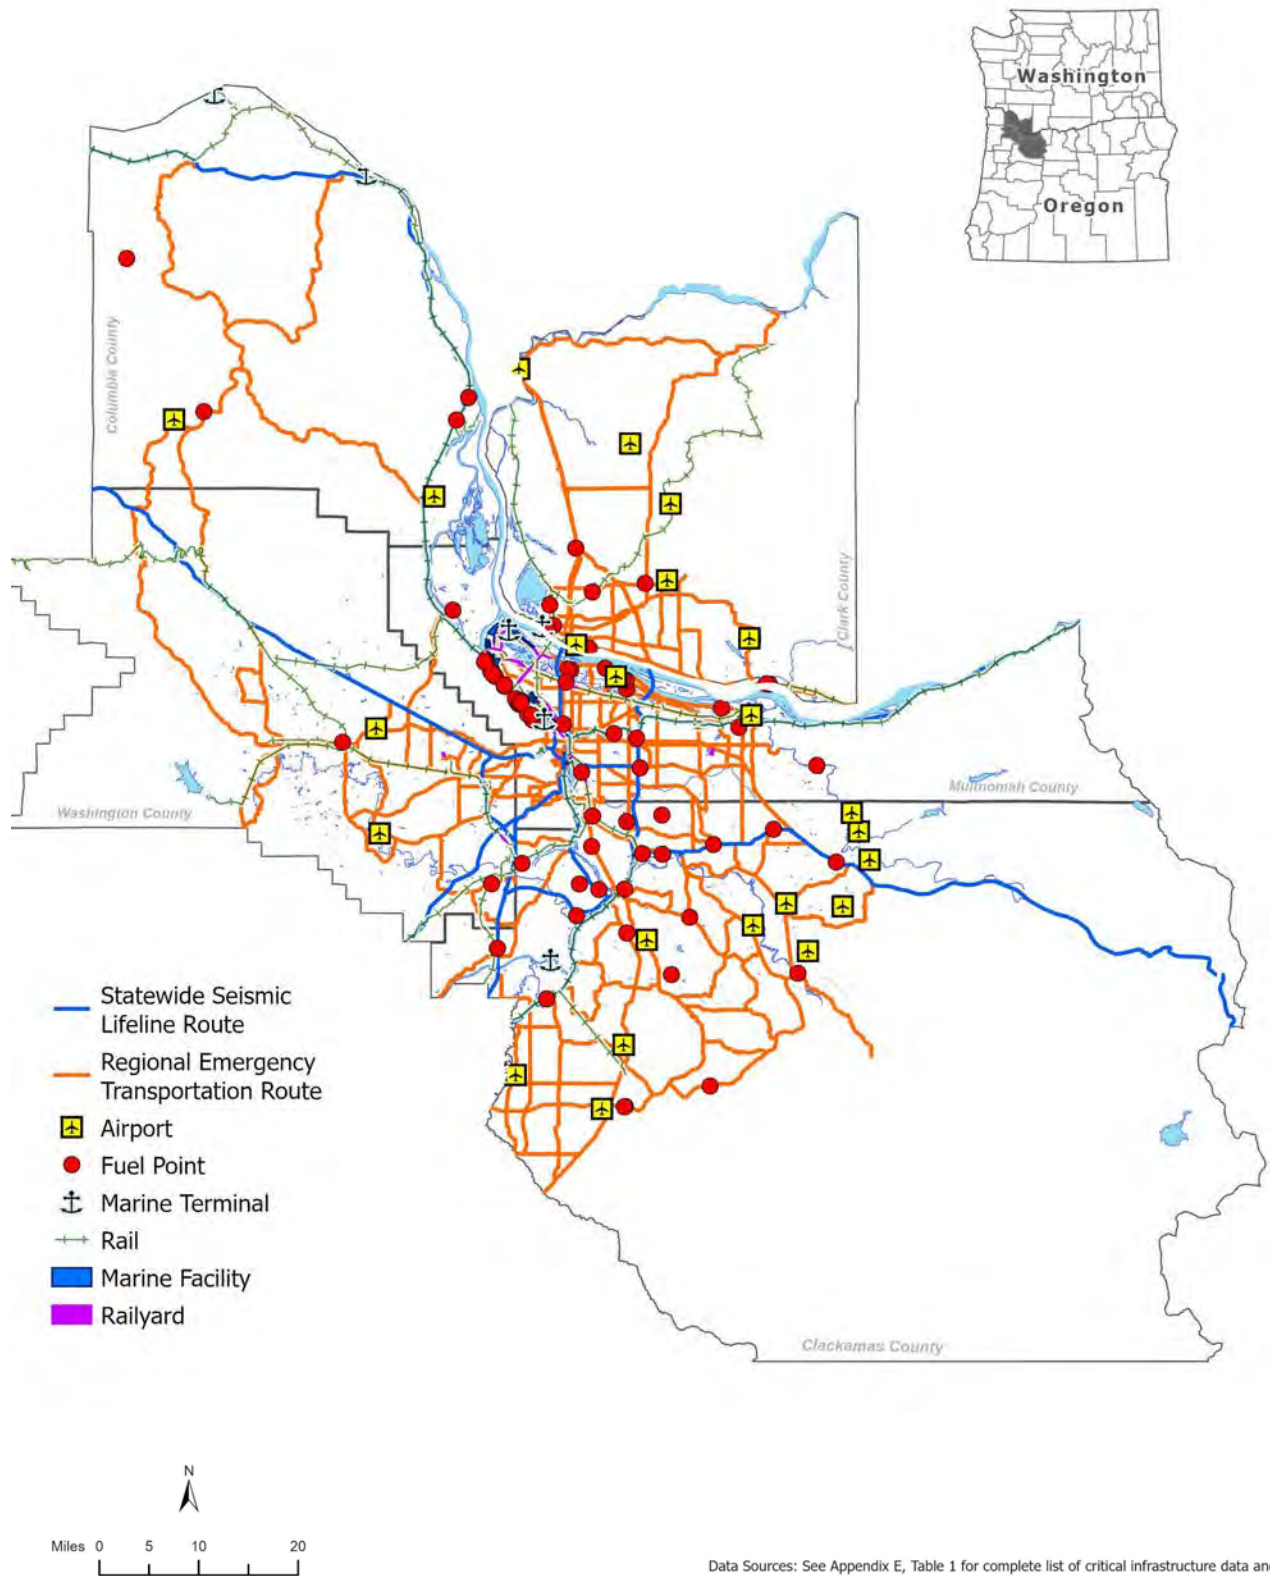 Washington
Oregon
Columbia County
Clark County
Multnomah County
Washington County
Statewide Seismic
Lifeline Route
Regional Emergency
Transportation Route
Airport
Fuel Point
Marine Terminal
Rail
Marine Facility
Railyard
Clackamas County
N
Miles 0 5 10 20
Data Sources: See Appendix E, Table 1 for complete list of critical infrastructure data an